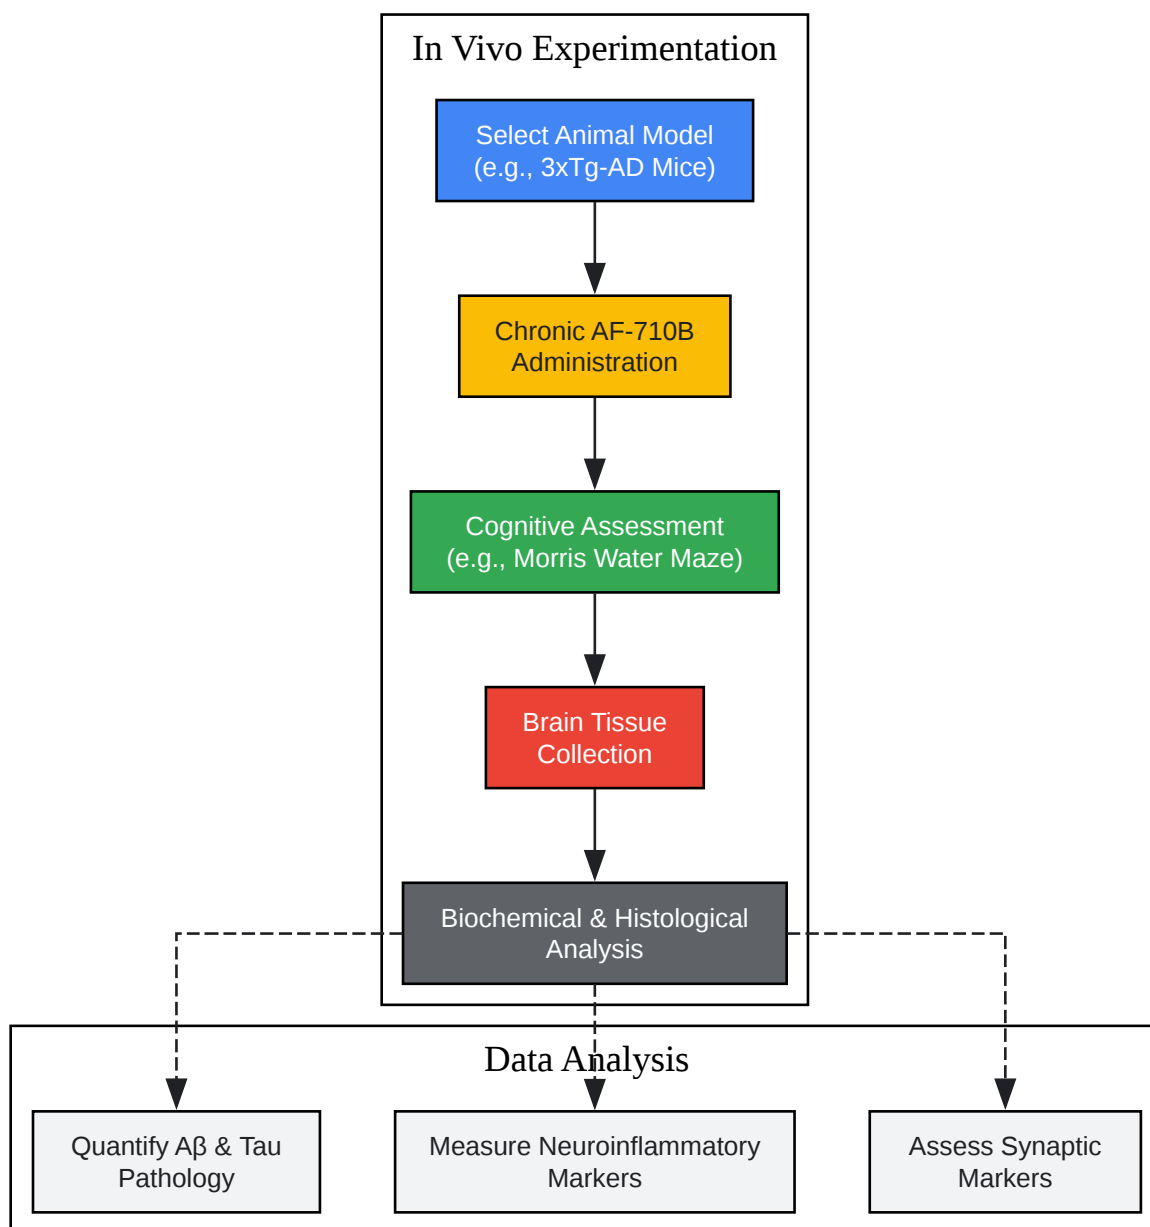 In Vivo Experimentation
Select Animal Model
(e.g., 3xTg-AD Mice)
Chronic AF-710B
Administration
Cognitive Assessment
(e.g., Morris Water Maze)
Brain Tissue
Collection
Biochemical & Histological
Analysis
Data Analysis
Quantify Aβ & Tau
Pathology
Measure Neuroinflammatory
Markers
Assess Synaptic
Markers